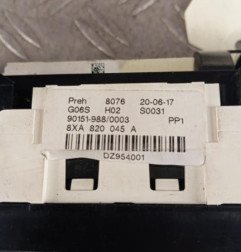 Preh 8076 20-06-17
G06S H02 S0031
90151-988/0003 PP1
8XA 820 045 A
DZ954001